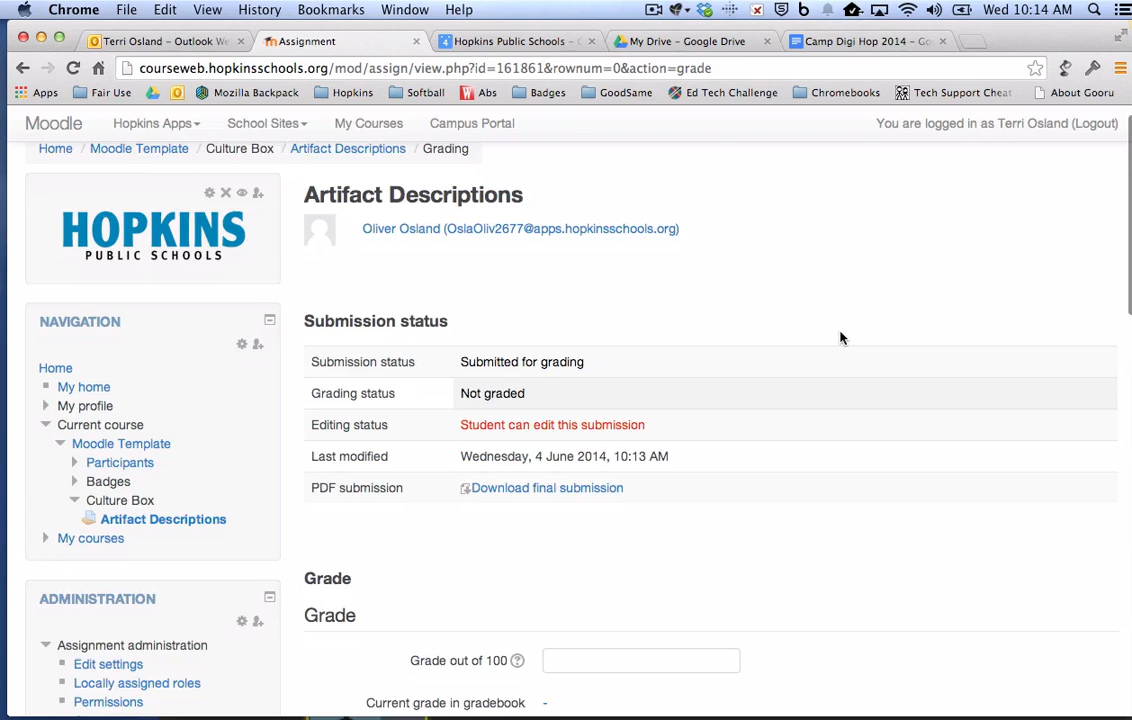 Chrome File Edit View History Bookmarks Window Help Wed 10:14 AM
Terri Osland – Outlook We Assignment Hopkins Public Schools – My Drive – Google Drive Camp Digi Hop 2014 – Go
courseweb.hopkinsschools.org/mod/assign/view.php?id=161861&rownum=0&action=grade
Apps Fair Use Mozilla Backpack Hopkins Softball Abs Badges GoodSame Ed Tech Challenge Chromebooks Tech Support Cheat About Gooru
Moodle Hopkins Apps School Sites My Courses Campus Portal You are logged in as Terri Osland (Logout)
Home / Moodle Template / Culture Box / Artifact Descriptions / Grading
HOPKINS
PUBLIC SCHOOLS
Artifact Descriptions
Oliver Osland (OslaOliv2677@apps.hopkinsschools.org)
NAVIGATION
Home
My home
My profile
Current course
Moodle Template
Participants
Badges
Culture Box
Artifact Descriptions
My courses
ADMINISTRATION
Assignment administration
Edit settings
Locally assigned roles
Permissions
Submission status
Submission status Submitted for grading
Grading status Not graded
Editing status Student can edit this submission
Last modified Wednesday, 4 June 2014, 10:13 AM
PDF submission Download final submission
Grade
Grade
Grade out of 100
Current grade in gradebook -